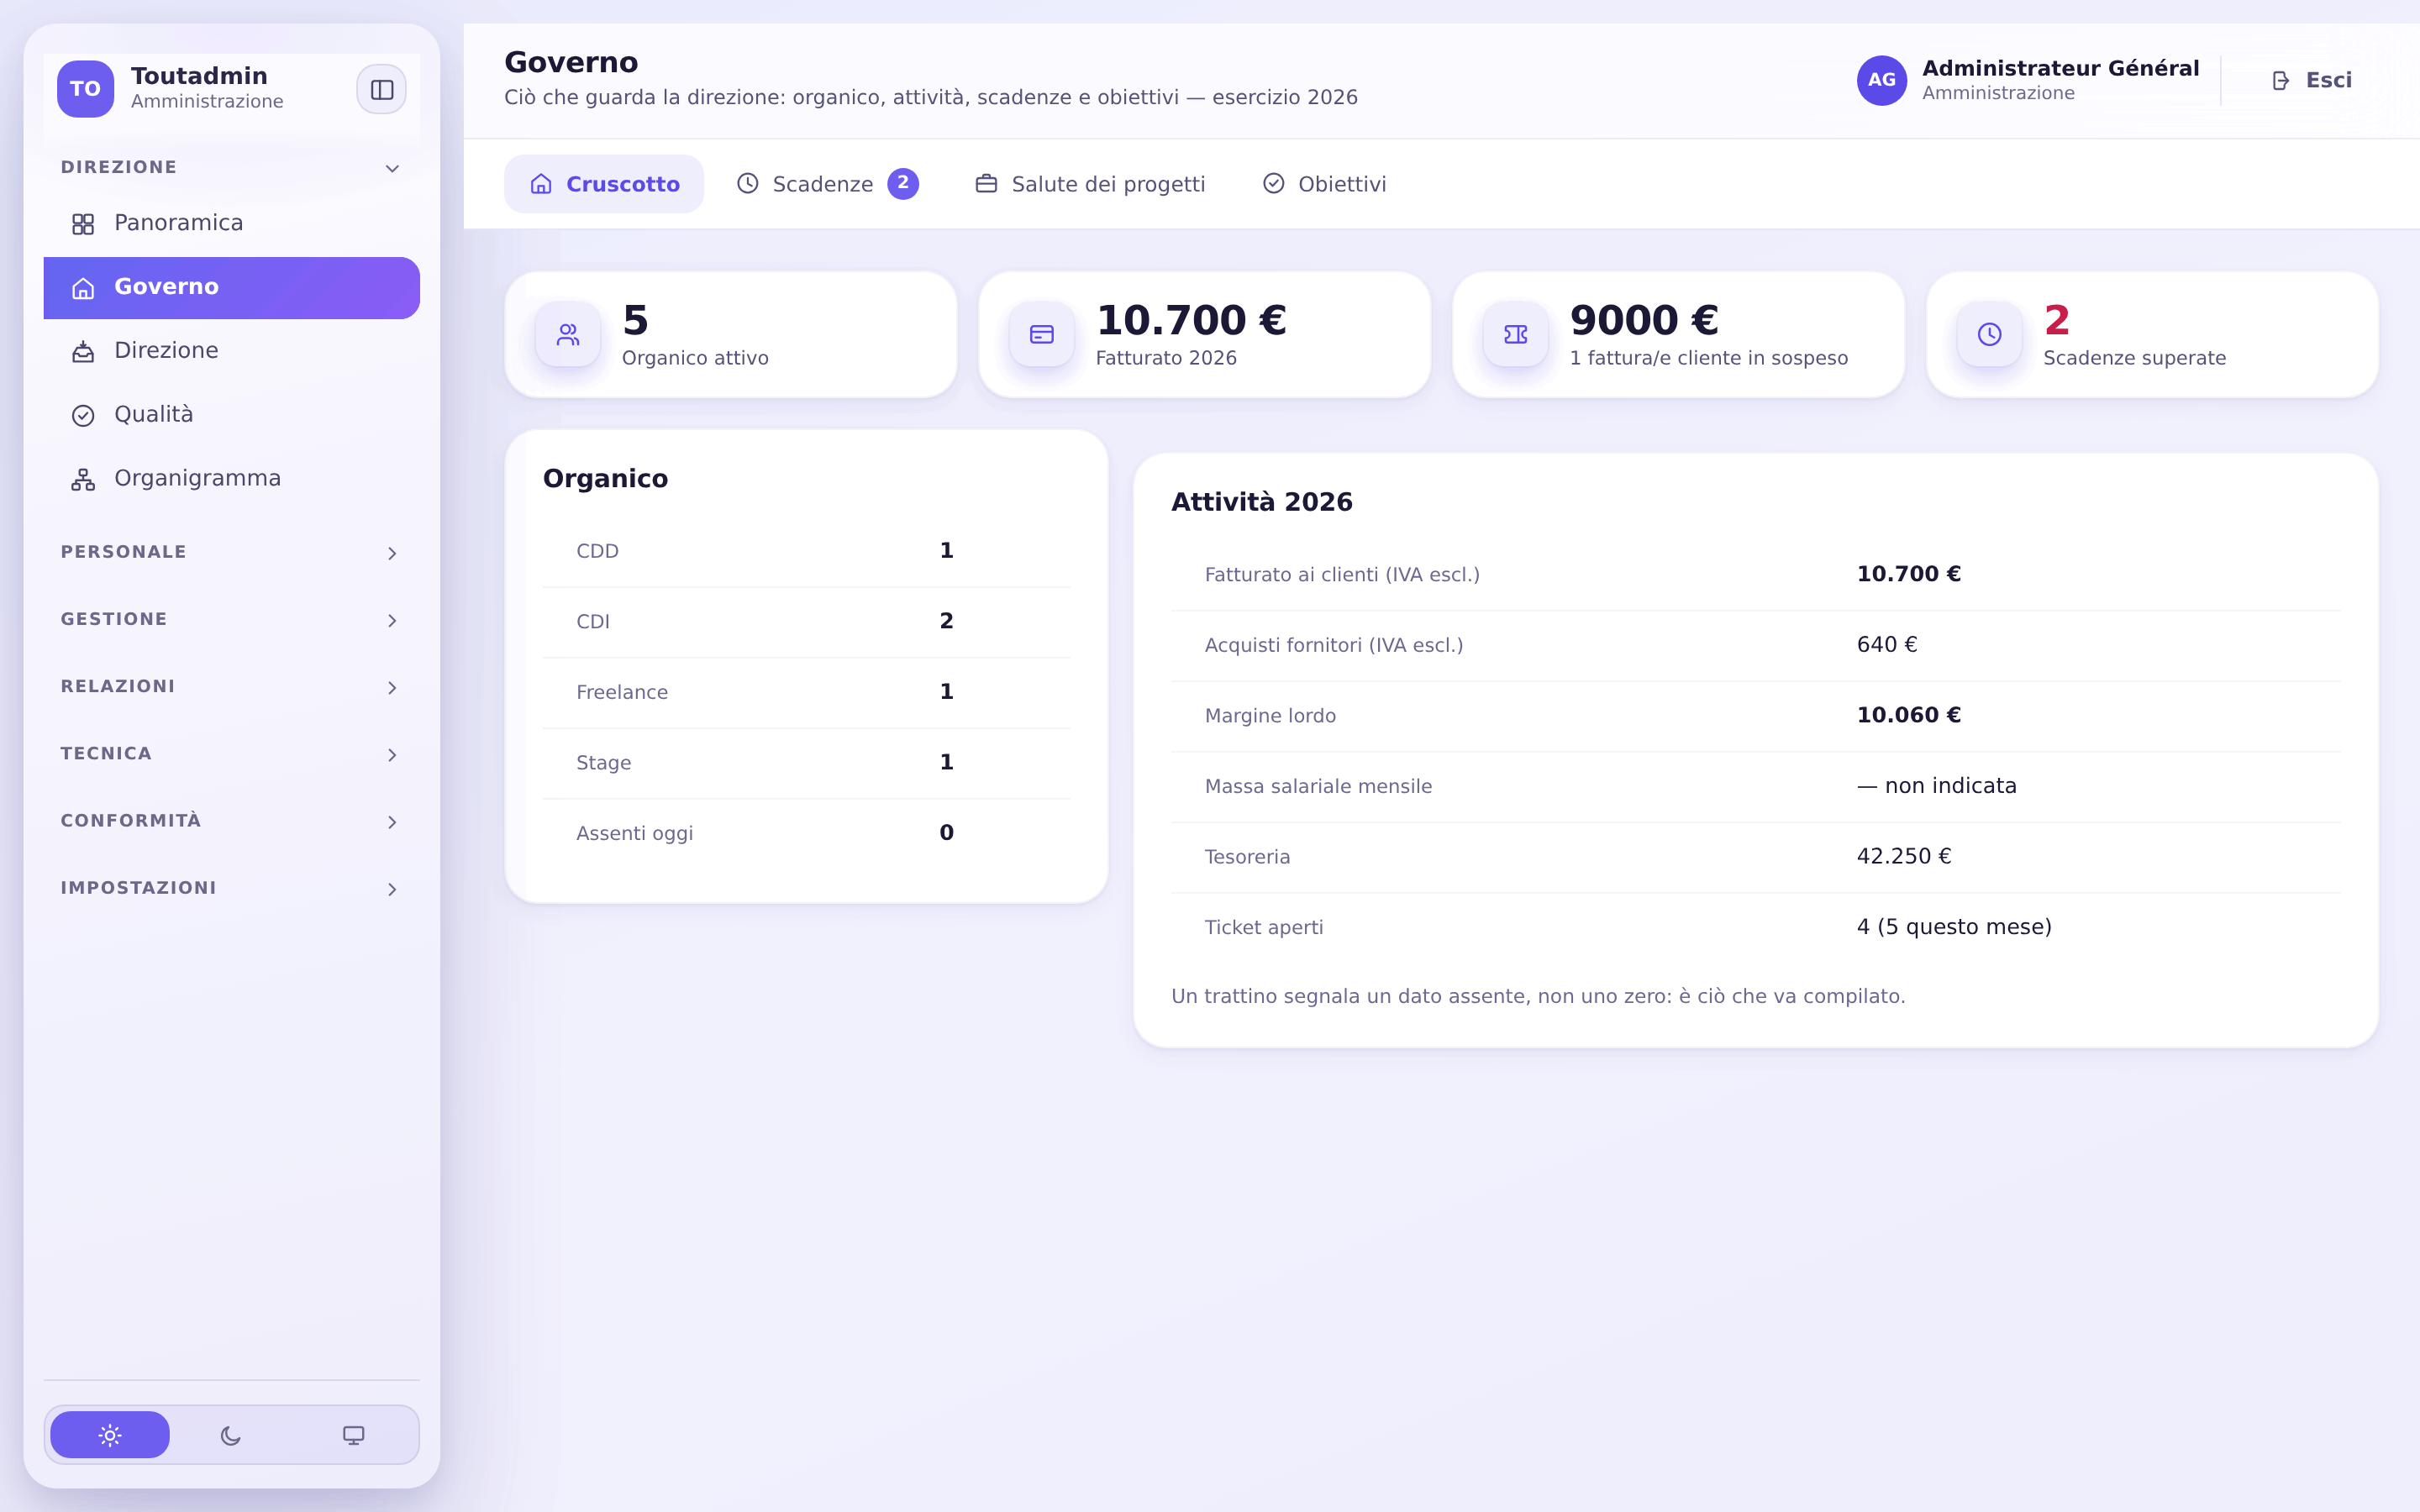 TO
Toutadmin
Amministrazione
DIREZIONE
Panoramica
Governo
Direzione
Qualità
Organigramma
PERSONALE
GESTIONE
RELAZIONI
TECNICA
CONFORMITÀ
IMPOSTAZIONI
Governo
Ciò che guarda la direzione: organico, attività, scadenze e obiettivi — esercizio 2026
AG
Administrateur Général
Amministrazione
Esci
Cruscotto
Scadenze 2
Salute dei progetti
Obiettivi
5
Organico attivo
10.700 €
Fatturato 2026
9000 €
1 fattura/e cliente in sospeso
2
Scadenze superate
Organico
CDD 1
CDI 2
Freelance 1
Stage 1
Assenti oggi 0
Attività 2026
Fatturato ai clienti (IVA escl.) 10.700 €
Acquisti fornitori (IVA escl.) 640 €
Margine lordo 10.060 €
Massa salariale mensile — non indicata
Tesoreria 42.250 €
Ticket aperti 4 (5 questo mese)
Un trattino segnala un dato assente, non uno zero: è ciò che va compilato.